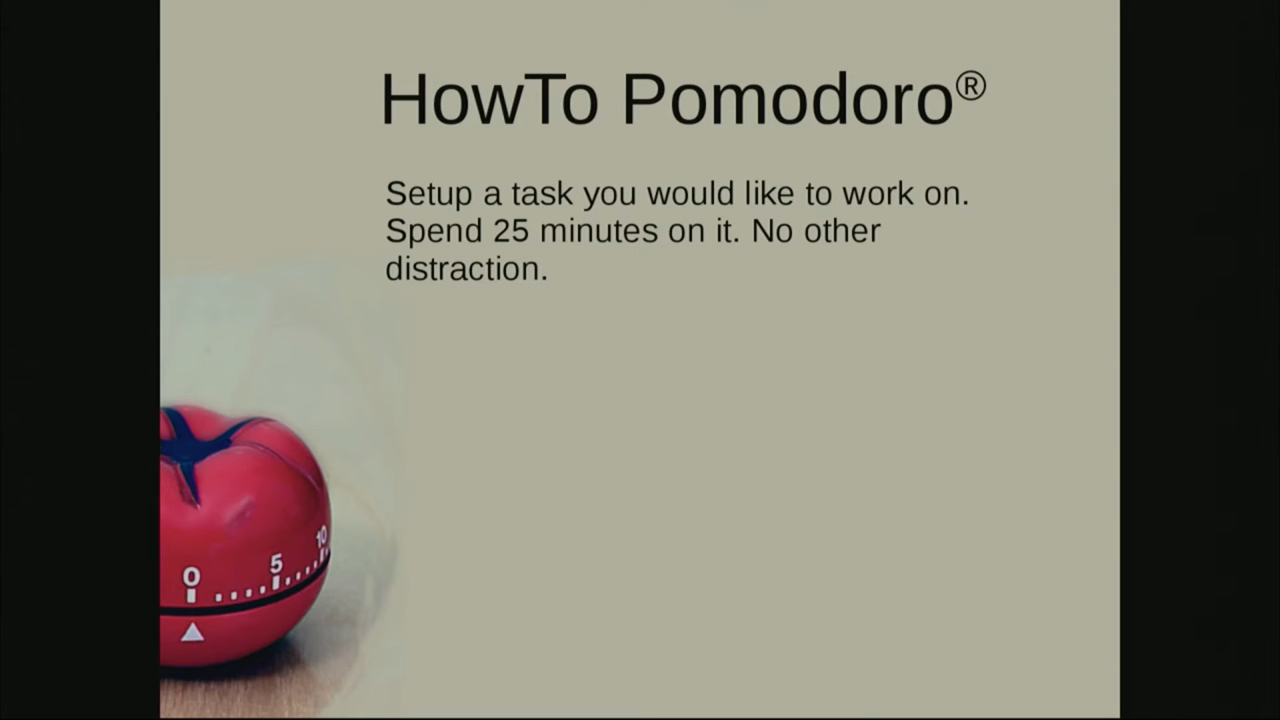 HowTo Pomodoro®
Setup a task you would like to work on.
Spend 25 minutes on it. No other
distraction.
0
5
10